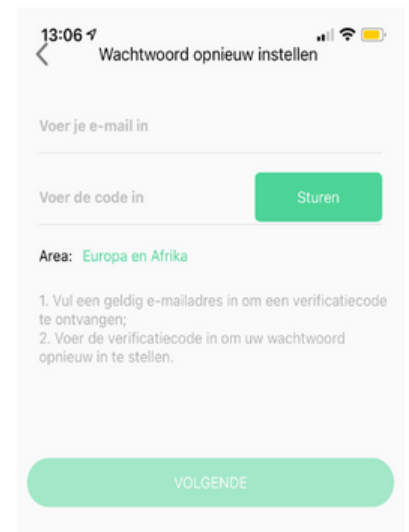 13:06
Wachtwoord opnieuw instellen
Voer je e-mail in
Voer de code in
Sturen
Area: Europa en Afrika
1. Vul een geldig e-mailadres in om een verificatiecode
te ontvangen;
2. Voer de verificatiecode in om uw wachtwoord
opnieuw in te stellen.
VOLGENDE